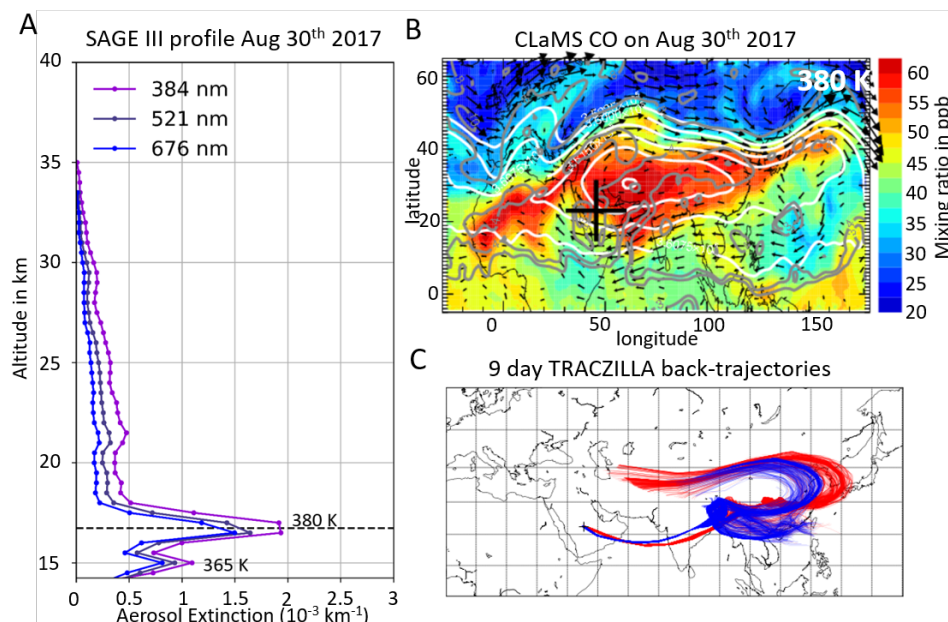 A
SAGE III profile Aug 30th 2017
40
35
30
25
20
15
Altitude in km
384 nm
521 nm
676 nm
380 K
365 K
0
0.5
1
1.5
2
2.5
3
Aerosol Extinction (10-3 km-1)
B
CLaMS CO on Aug 30th 2017
380 K
60
40
20
0
latitude
0
50
100
150
longitude
60
55
50
45
40
35
30
25
20
Mixing ratio in ppb
C
9 day TRACZILLA back-trajectories